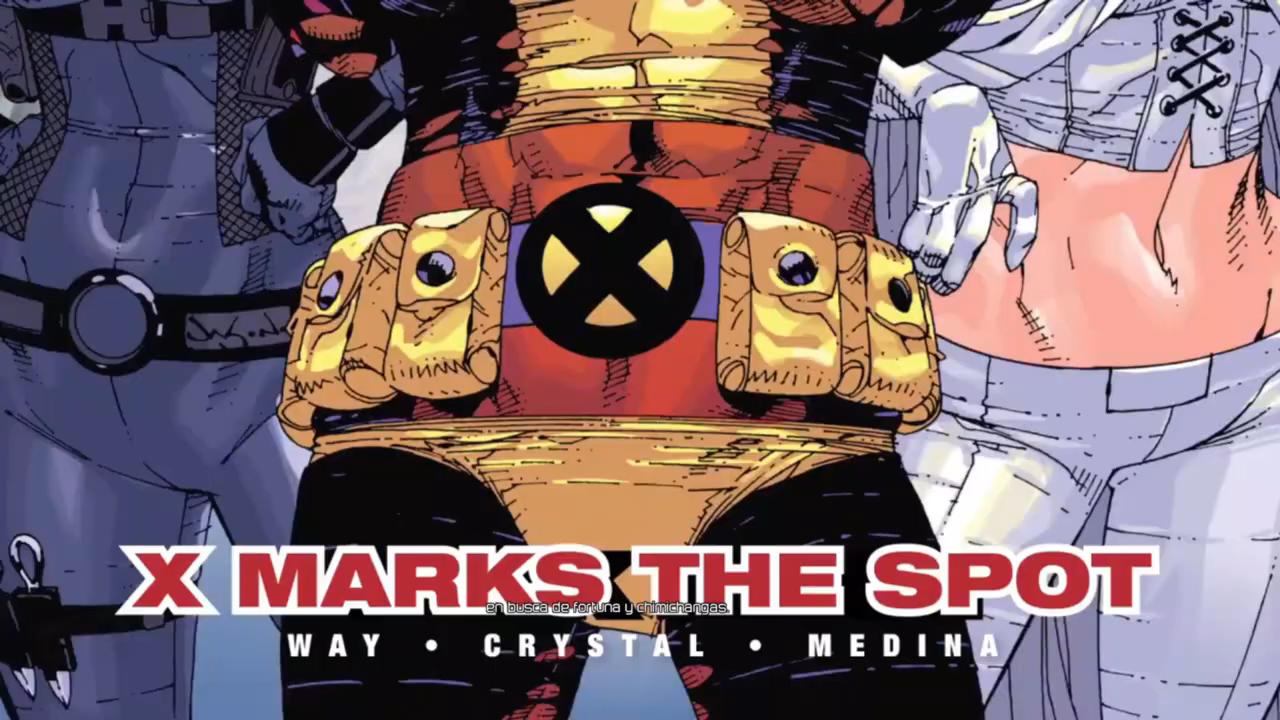 X MARKS THE SPOT
en busca de fortuna y chimichangas.
WAY • CRYSTAL • MEDINA